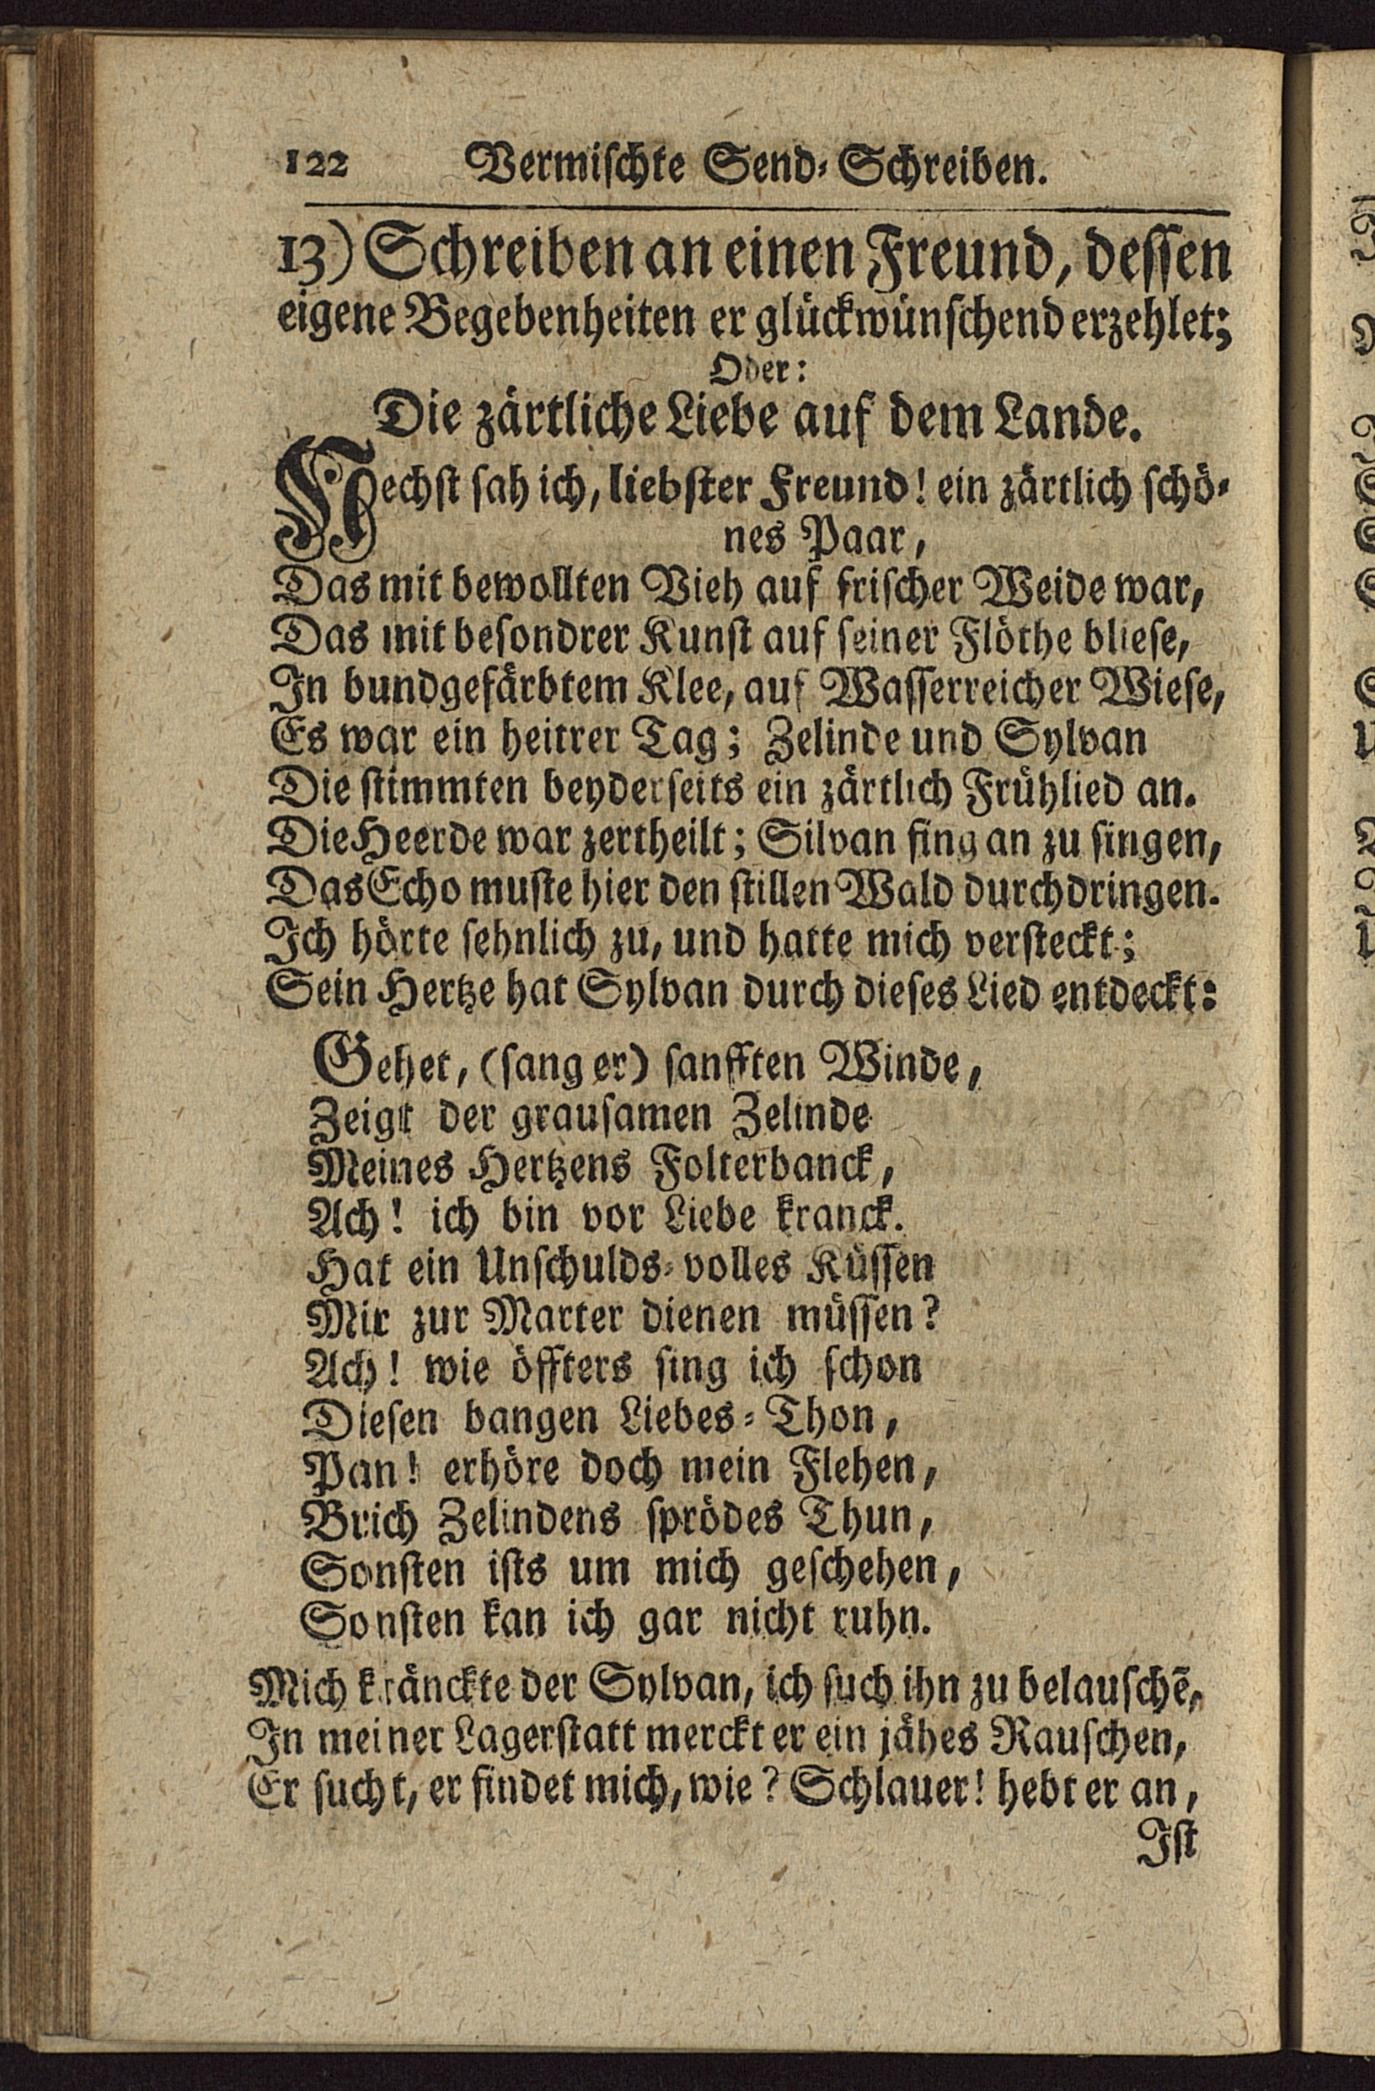 122 Vermischte Send-Schreiben.
13) Schreiben an einen Freund, dessen
eigene Begebenheiten er glückwünschend erzehlet;
Oder:
Die zärtliche Liebe auf dem Lande.
Nechst sah ich, liebster Freund! ein zärtlich schö-
nes Paar,
Das mit bewollten Vieh auf frischer Weide war,
Das mit besondrer Kunst auf seiner Flöthe bliese,
In bundgefärbtem Klee, auf Wasserreicher Wiese,
Es war ein heitrer Tag; Zelinde und Sylvan
Die stimmten beyderseits ein zärtlich Frühlied an.
Die Heerde war zertheilt; Silvan fing an zu singen,
Das Echo muste hier den stillen Wald durchdringen.
Ich hörte sehnlich zu, und hatte mich versteckt;
Sein Hertze hat Sylvan durch dieses Lied entdeckt:
Gehet, (sang er) sanfften Winde,
Zeigt der grausamen Zelinde
Meines Hertzens Folterbanck,
Ach! ich bin vor Liebe kranck.
Hat ein Unschulds-volles Küssen
Mir zur Marter dienen müssen?
Ach! wie öffters sing ich schon
Diesen bangen Liebes-Thon,
Pan! erhöre doch mein Flehen,
Brich Zelindens sprödes Thun,
Sonsten ists um mich geschehen,
Sonsten kan ich gar nicht ruhn.
Mich kränckte der Sylvan, ich such ihn zu belauschē,
In meiner Lagerstatt merckt er ein jähes Rauschen,
Er sucht, er findet mich, wie? Schlauer! hebt er an,
Ist